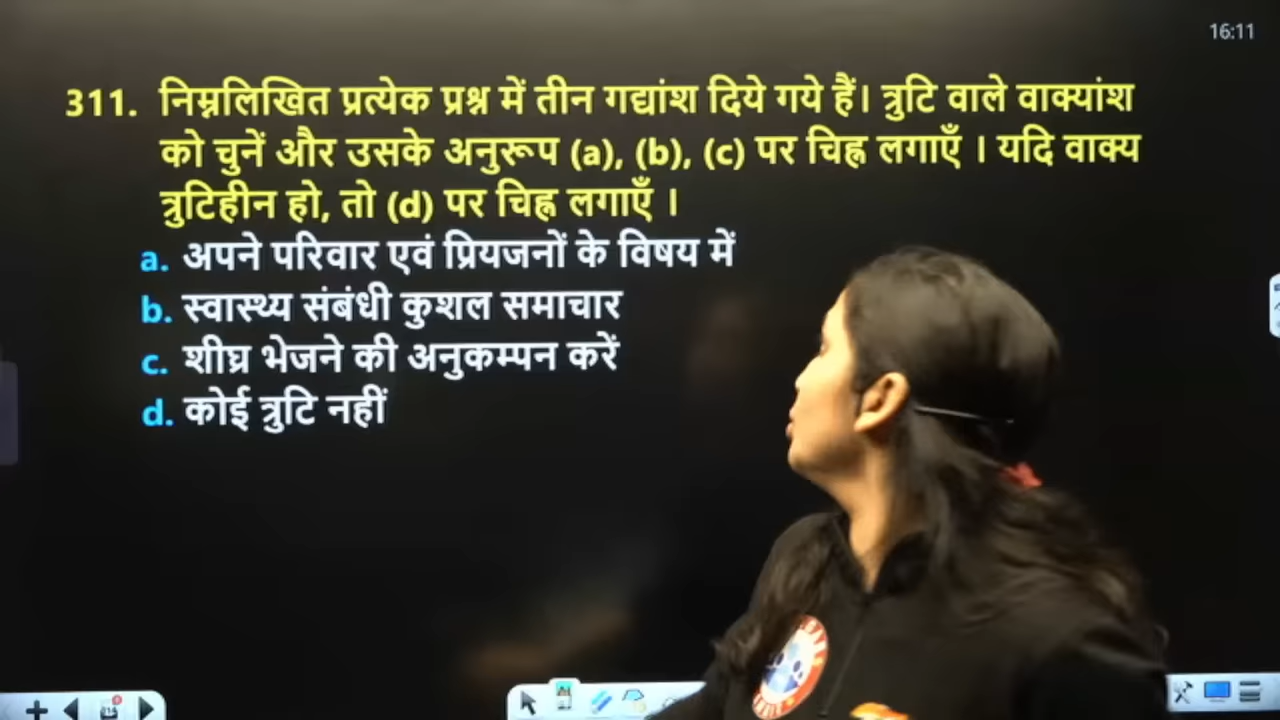 16:11
311. निम्नलिखित प्रत्येक प्रश्न में तीन गद्यांश दिये गये हैं। त्रुटि वाले वाक्यांश
को चुनें और उसके अनुरूप (a), (b), (c) पर चिह्न लगाएँ । यदि वाक्य
त्रुटिहीन हो, तो (d) पर चिह्न लगाएँ ।
a. अपने परिवार एवं प्रियजनों के विषय में
b. स्वास्थ्य संबंधी कुशल समाचार
c. शीघ्र भेजने की अनुकम्पन करें
d. कोई त्रुटि नहीं